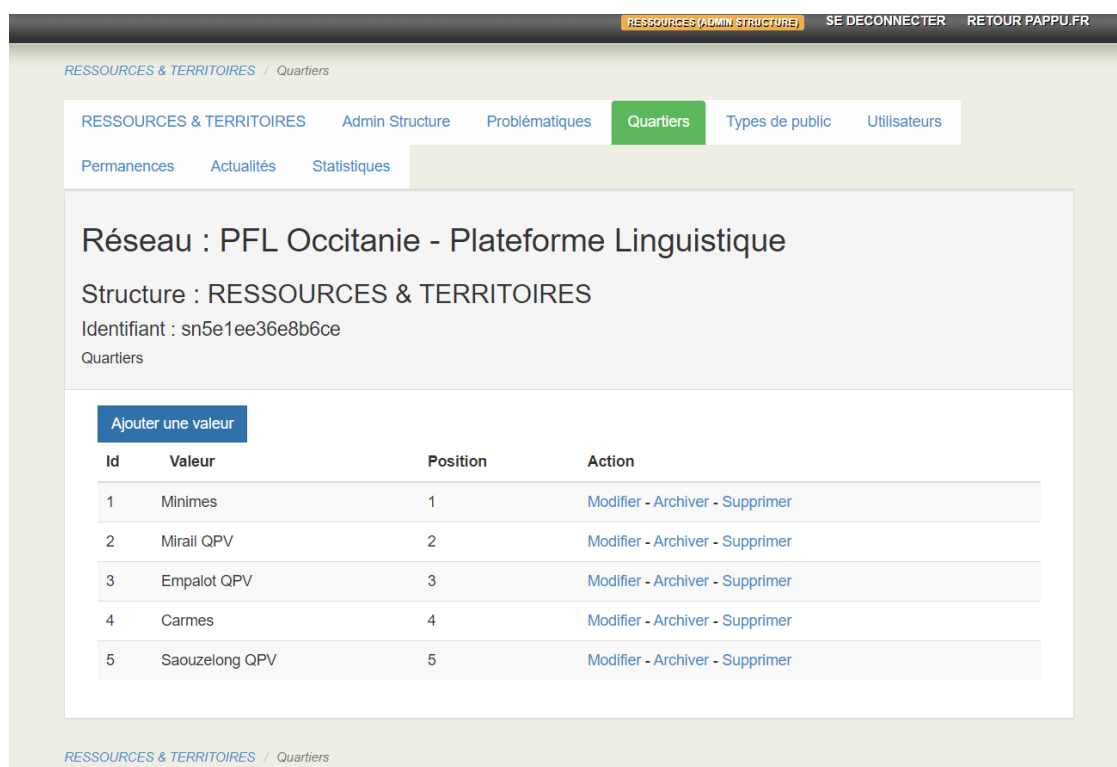 RESSOURCES (ADMIN STRUCTURE) SE DECONNECTER RETOUR PAPPU.FR
RESSOURCES & TERRITOIRES / Quartiers
RESSOURCES & TERRITOIRES Admin Structure Problématiques Quartiers Types de public Utilisateurs
Permanences Actualités Statistiques
Réseau : PFL Occitanie - Plateforme Linguistique
Structure : RESSOURCES & TERRITOIRES
Identifiant : sn5e1ee36e8b6ce
Quartiers
Ajouter une valeur
Id Valeur Position Action
1 Minimes 1 Modifier - Archiver - Supprimer
2 Mirail QPV 2 Modifier - Archiver - Supprimer
3 Empalot QPV 3 Modifier - Archiver - Supprimer
4 Carmes 4 Modifier - Archiver - Supprimer
5 Saouzelong QPV 5 Modifier - Archiver - Supprimer
RESSOURCES & TERRITOIRES / Quartiers